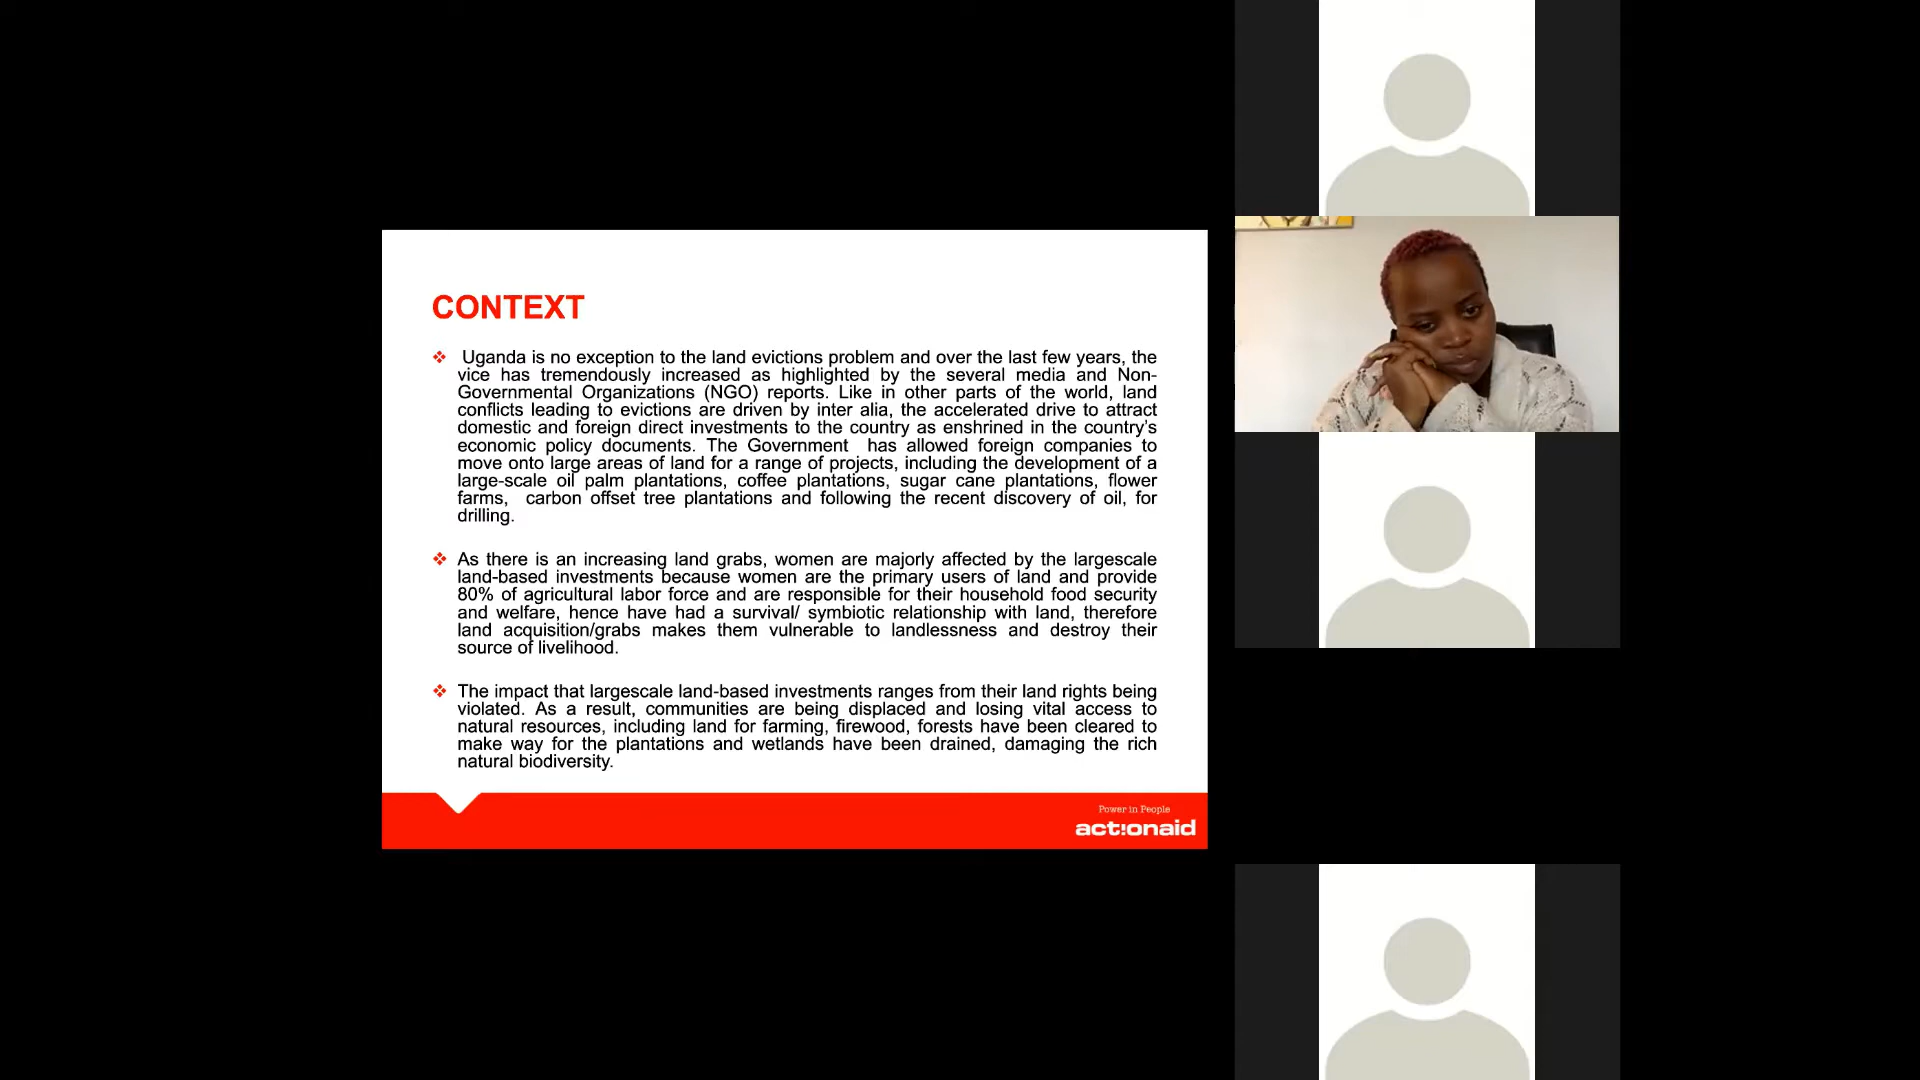 CONTEXT
❖ Uganda is no exception to the land evictions problem and over the last few years, the
vice has tremendously increased as highlighted by the several media and Non-
Governmental Organizations (NGO) reports. Like in other parts of the world, land
conflicts leading to evictions are driven by inter alia, the accelerated drive to attract
domestic and foreign direct investments to the country as enshrined in the country's
economic policy documents. The Government has allowed foreign companies to
move onto large areas of land for a range of projects, including the development of a
large-scale oil palm plantations, coffee plantations, sugar cane plantations, flower
farms, carbon offset tree plantations and following the recent discovery of oil, for
drilling.
❖ As there is an increasing land grabs, women are majorly affected by the largescale
land-based investments because women are the primary users of land and provide
80% of agricultural labor force and are responsible for their household food security
and welfare, hence have had a survival/ symbiotic relationship with land, therefore
land acquisition/grabs makes them vulnerable to landlessness and destroy their
source of livelihood.
❖ The impact that largescale land-based investments ranges from their land rights being
violated. As a result, communities are being displaced and losing vital access to
natural resources, including land for farming, firewood, forests have been cleared to
make way for the plantations and wetlands have been drained, damaging the rich
natural biodiversity.
Power in People
act!onaid